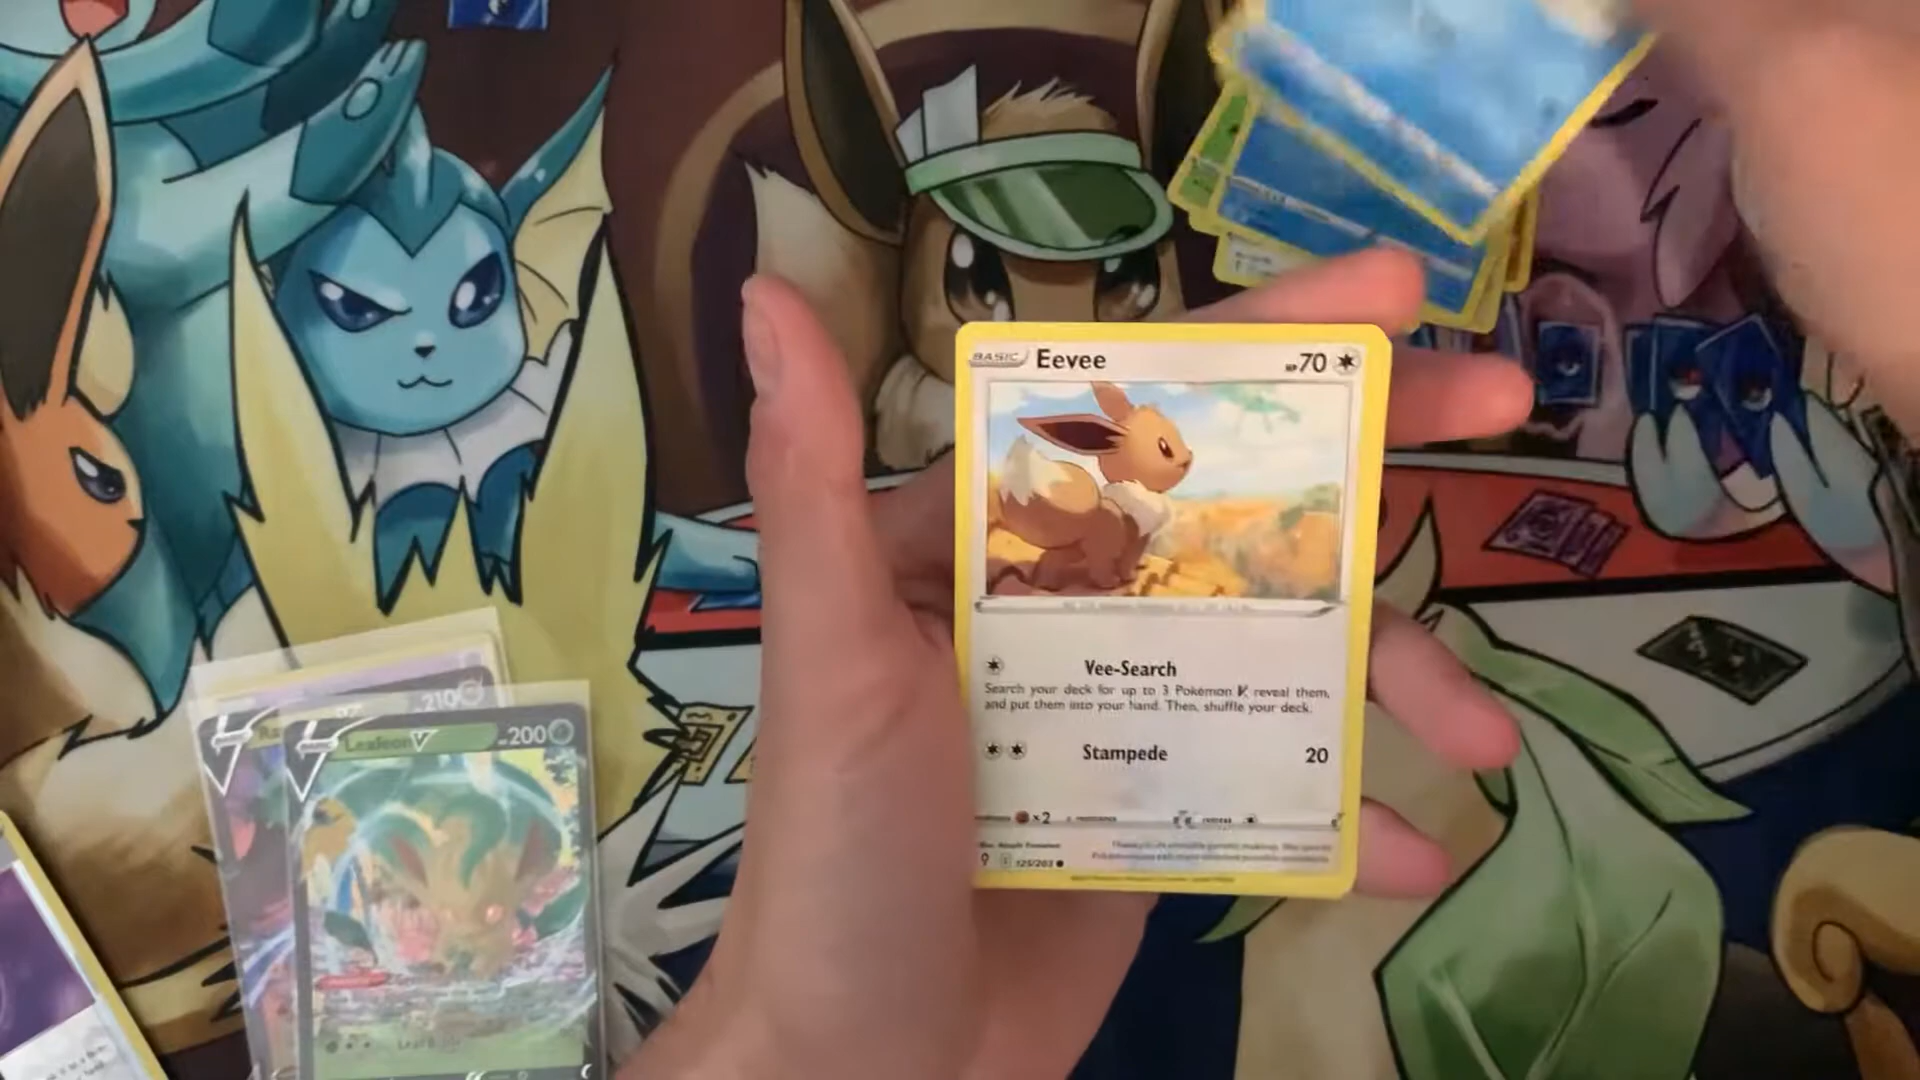 BASIC Eevee HP 70
Vee-Search
Search your deck for up to 3 Pokémon V, reveal them,
and put them into your hand. Then, shuffle your deck.
Stampede 20
×2
125/203
210
Leafeon V 200